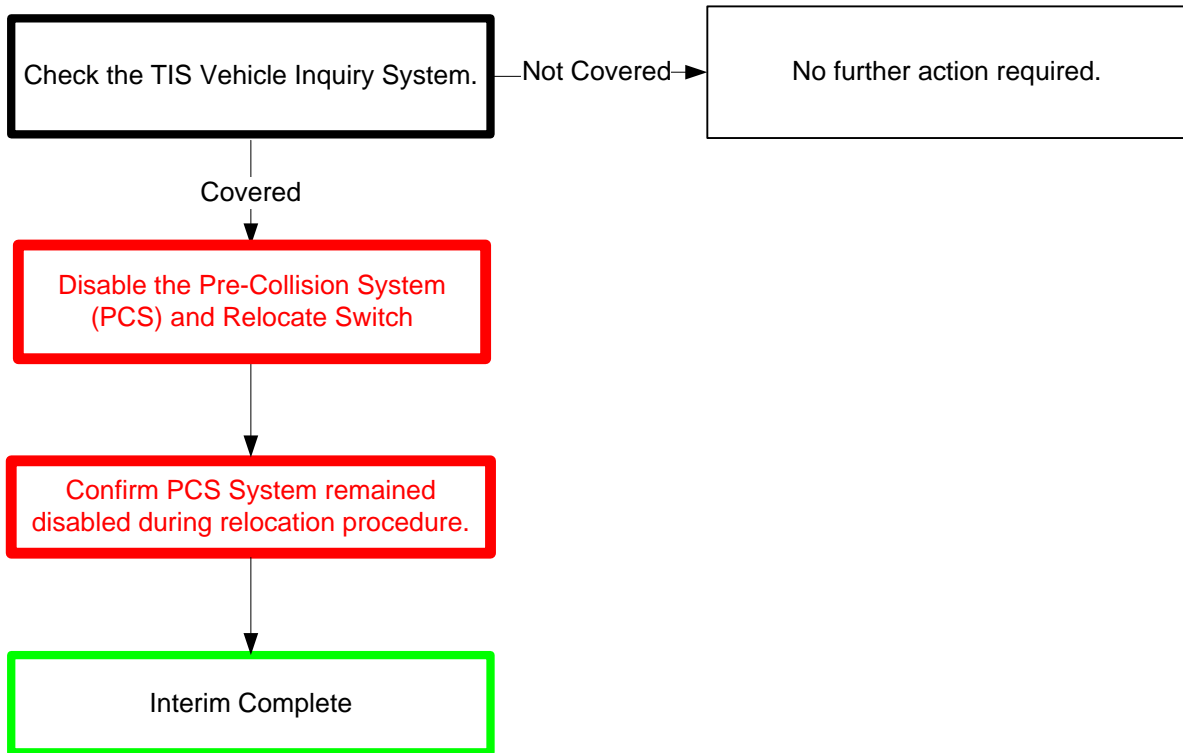 Check the TIS Vehicle Inquiry System.
Not Covered
No further action required.
Covered
Disable the Pre-Collision System
(PCS) and Relocate Switch
Confirm PCS System remained
disabled during relocation procedure.
Interim Complete